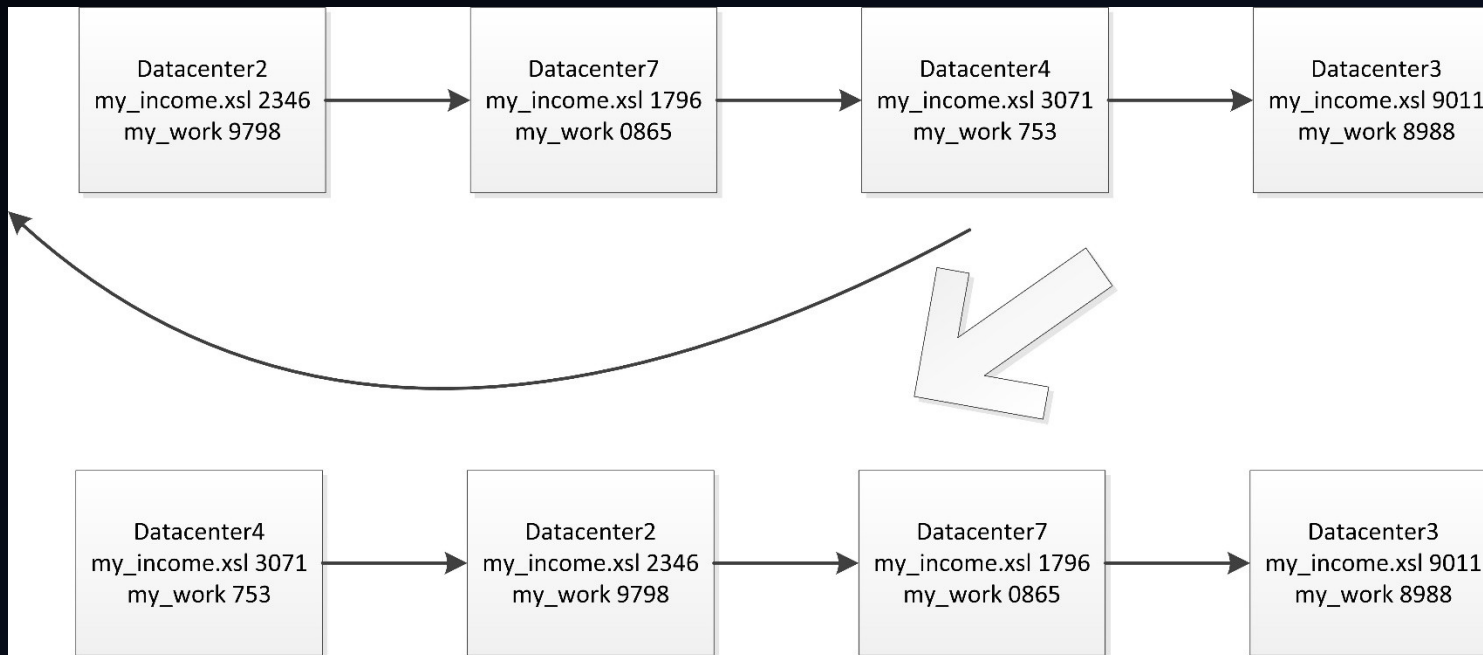 Datacenter2
my_income.xsl 2346
my_work 9798
Datacenter7
my_income.xsl 1796
my_work 0865
Datacenter4
my_income.xsl 3071
my_work 753
Datacenter3
my_income.xsl 9011
my_work 8988
Datacenter4
my_income.xsl 3071
my_work 753
Datacenter2
my_income.xsl 2346
my_work 9798
Datacenter7
my_income.xsl 1796
my_work 0865
Datacenter3
my_income.xsl 9011
my_work 8988